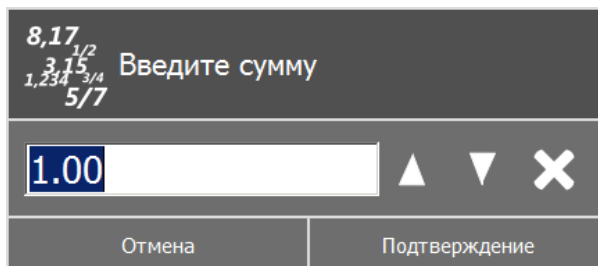 8,17
1/2
3,15
1,234 3/4
5/7
Введите сумму
1.00
Отмена
Подтверждение